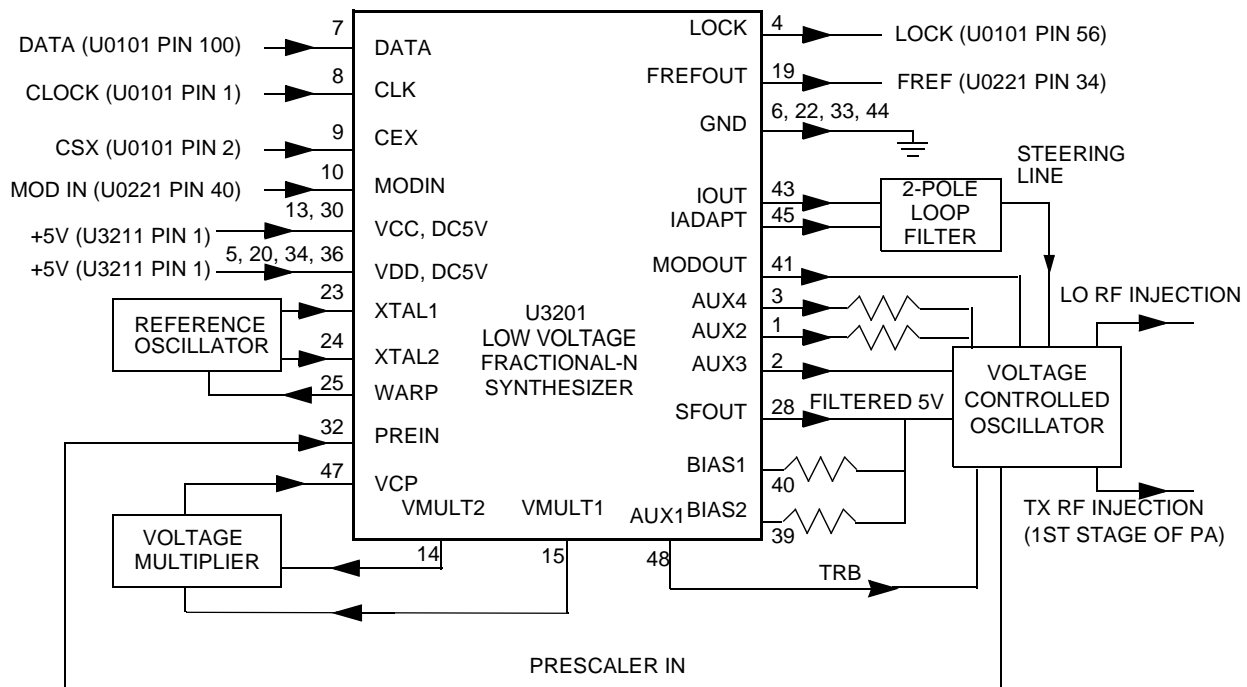 7
DATA (U0101 PIN 100)
DATA
8
CLOCK (U0101 PIN 1)
CLK
9
CSX (U0101 PIN 2)
CEX
10
MOD IN (U0221 PIN 40)
MODIN
13, 30
+5V (U3211 PIN 1)
VCC, DC5V
5, 20, 34, 36
+5V (U3211 PIN 1)
VDD, DC5V
23
XTAL1
REFERENCE
OSCILLATOR
24
XTAL2
25
WARP
32
PREIN
47
VCP
VOLTAGE
MULTIPLIER
VMULT2
14
VMULT1
15
AUX1
48
TRB
U3201
LOW VOLTAGE
FRACTIONAL-N
SYNTHESIZER
LOCK
4
LOCK (U0101 PIN 56)
FREFOUT
19
FREF (U0221 PIN 34)
GND
6, 22, 33, 44
STEERING
LINE
IOUT
43
IADAPT
45
2-POLE
LOOP
FILTER
MODOUT
41
AUX4
3
AUX2
1
AUX3
2
SFOUT
28
FILTERED 5V
BIAS1
40
BIAS2
39
VOLTAGE
CONTROLLED
OSCILLATOR
LO RF INJECTION
TX RF INJECTION
(1ST STAGE OF PA)
PRESCALER IN